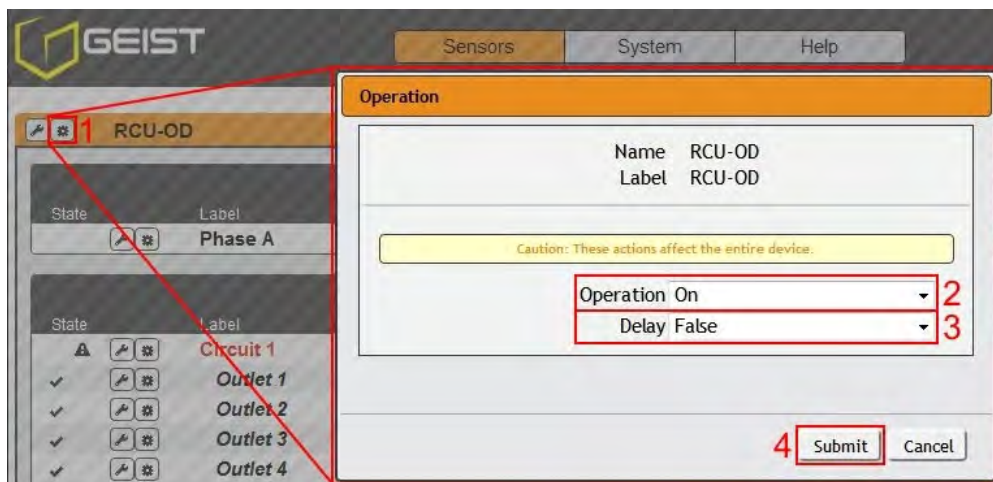 GEIST
Sensors System Help
1 RCU-OD
State Label
Phase A
State Label
Circuit 1
Outlet 1
Outlet 2
Outlet 3
Outlet 4
Operation
Name RCU-OD
Label RCU-OD
Caution: These actions affect the entire device.
Operation On 2
Delay False 3
4 Submit Cancel